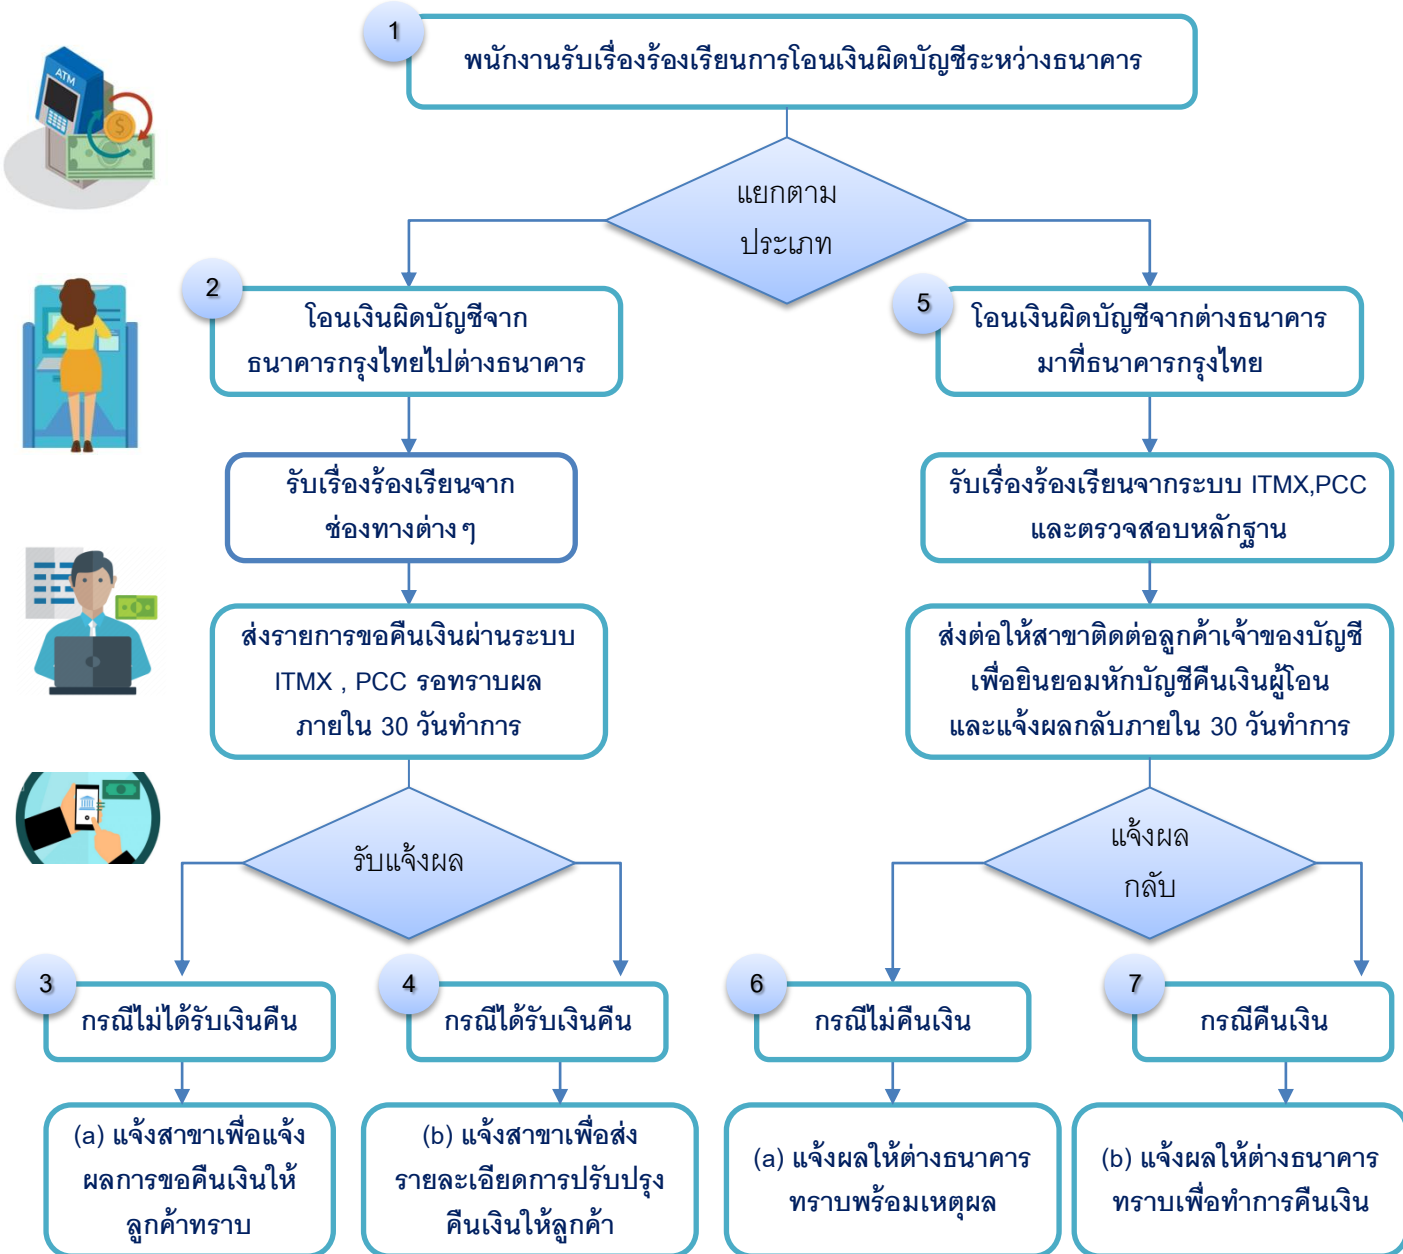 1
พนักงานรับเรื่องร้องเรียนการโอนเงินผิดบัญชีระหว่างธนาคาร
ATM
$
แยกตาม
ประเภท
2
โอนเงินผิดบัญชีจาก
ธนาคารกรุงไทยไปต่างธนาคาร
รับเรื่องร้องเรียนจาก
ช่องทางต่างๆ
ส่งรายการขอคืนเงินผ่านระบบ
ITMX , PCC รอทราบผล
ภายใน 30 วันทำการ
รับแจ้งผล
3
กรณีไม่ได้รับเงินคืน
(a) แจ้งสาขาเพื่อแจ้ง
ผลการขอคืนเงินให้
ลูกค้าทราบ
4
กรณีได้รับเงินคืน
(b) แจ้งสาขาเพื่อส่ง
รายละเอียดการปรับปรุง
คืนเงินให้ลูกค้า
5
โอนเงินผิดบัญชีจากต่างธนาคาร
มาที่ธนาคารกรุงไทย
รับเรื่องร้องเรียนจากระบบ ITMX,PCC
และตรวจสอบหลักฐาน
ส่งต่อให้สาขาติดต่อลูกค้าเจ้าของบัญชี
เพื่อยินยอมหักบัญชีคืนเงินผู้โอน
และแจ้งผลกลับภายใน 30 วันทำการ
แจ้งผล
กลับ
6
กรณีไม่คืนเงิน
(a) แจ้งผลให้ต่างธนาคาร
ทราบพร้อมเหตุผล
7
กรณีคืนเงิน
(b) แจ้งผลให้ต่างธนาคาร
ทราบเพื่อทำการคืนเงิน